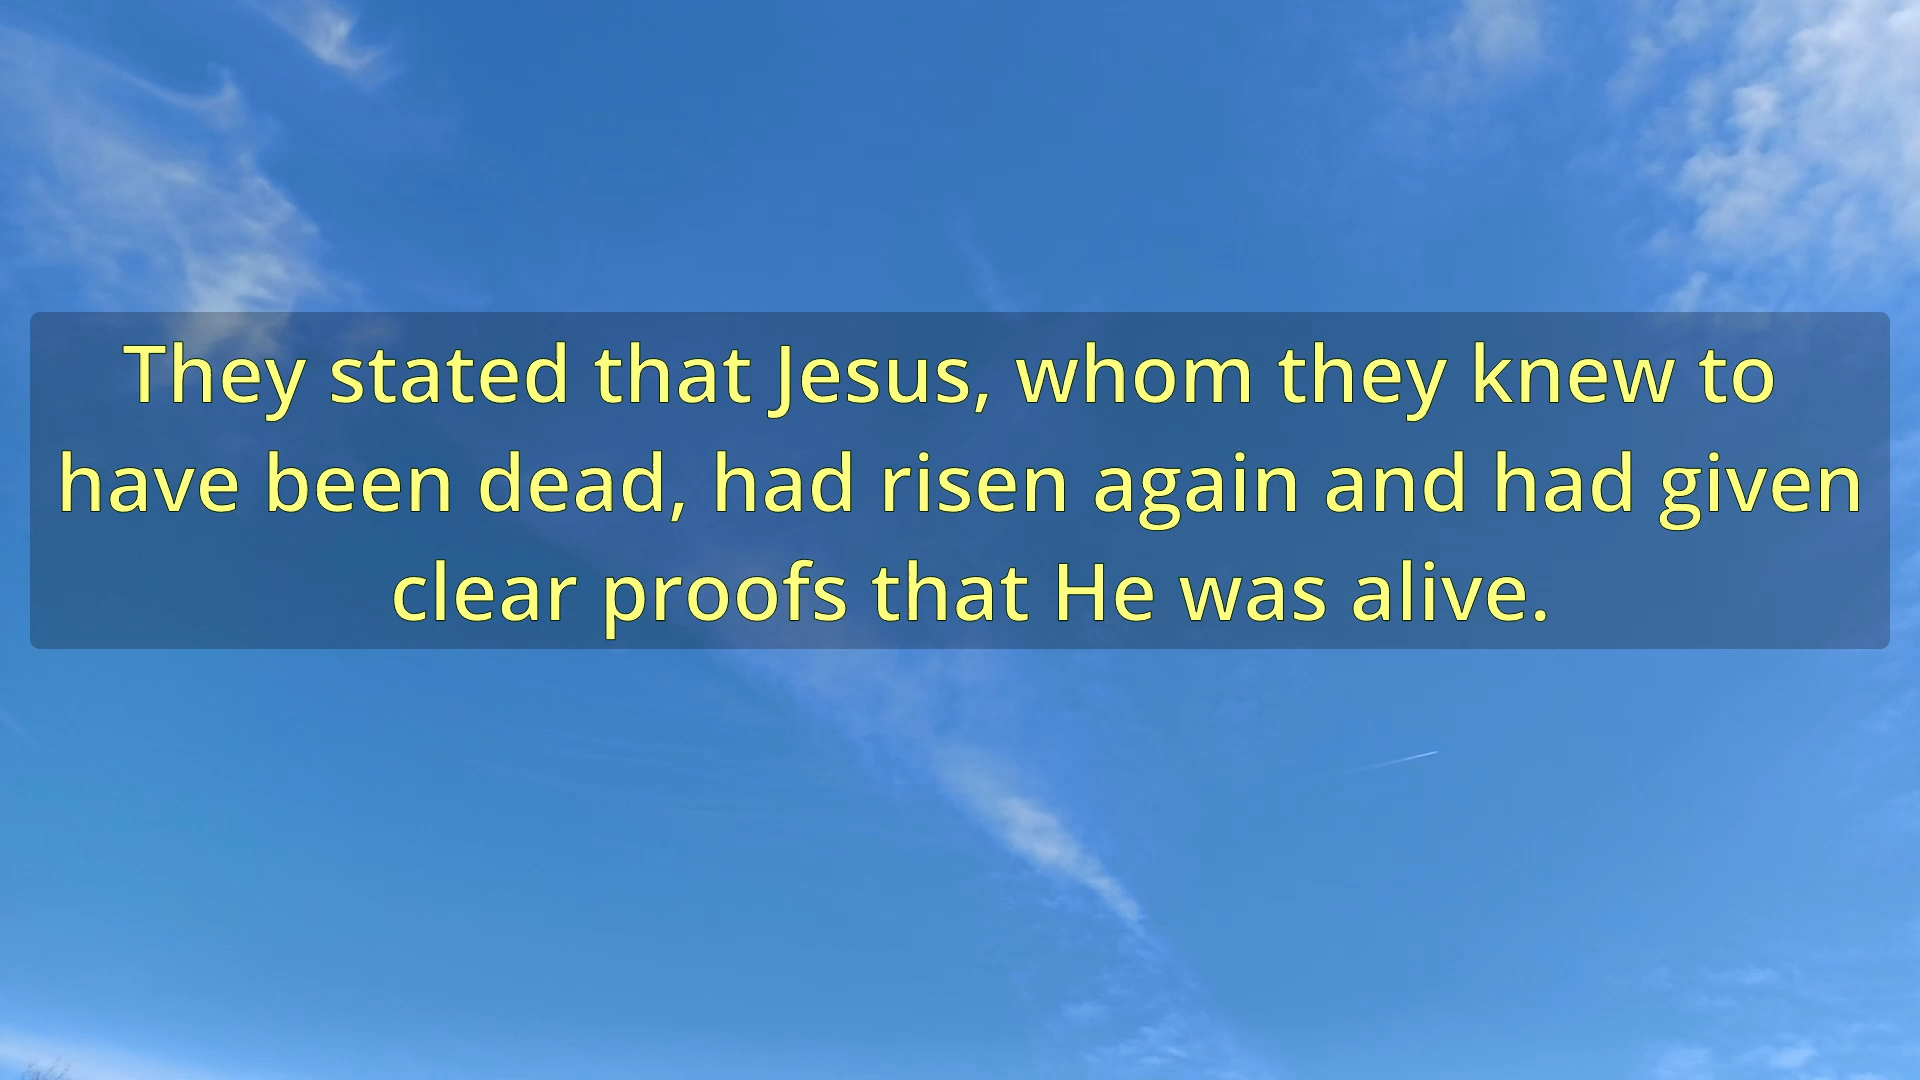 They stated that Jesus, whom they knew to
have been dead, had risen again and had given
clear proofs that He was alive.